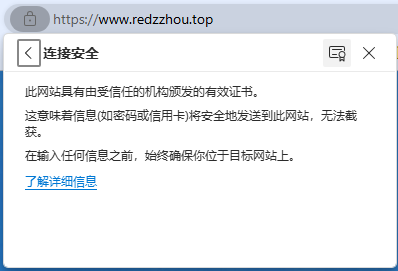 https://www.redzzhou.top
连接安全
此网站具有由受信任的机构颁发的有效证书。
这意味着信息(如密码或信用卡)将安全地发送到此网站，无法截
获。
在输入任何信息之前，始终确保你位于目标网站上。
了解详细信息